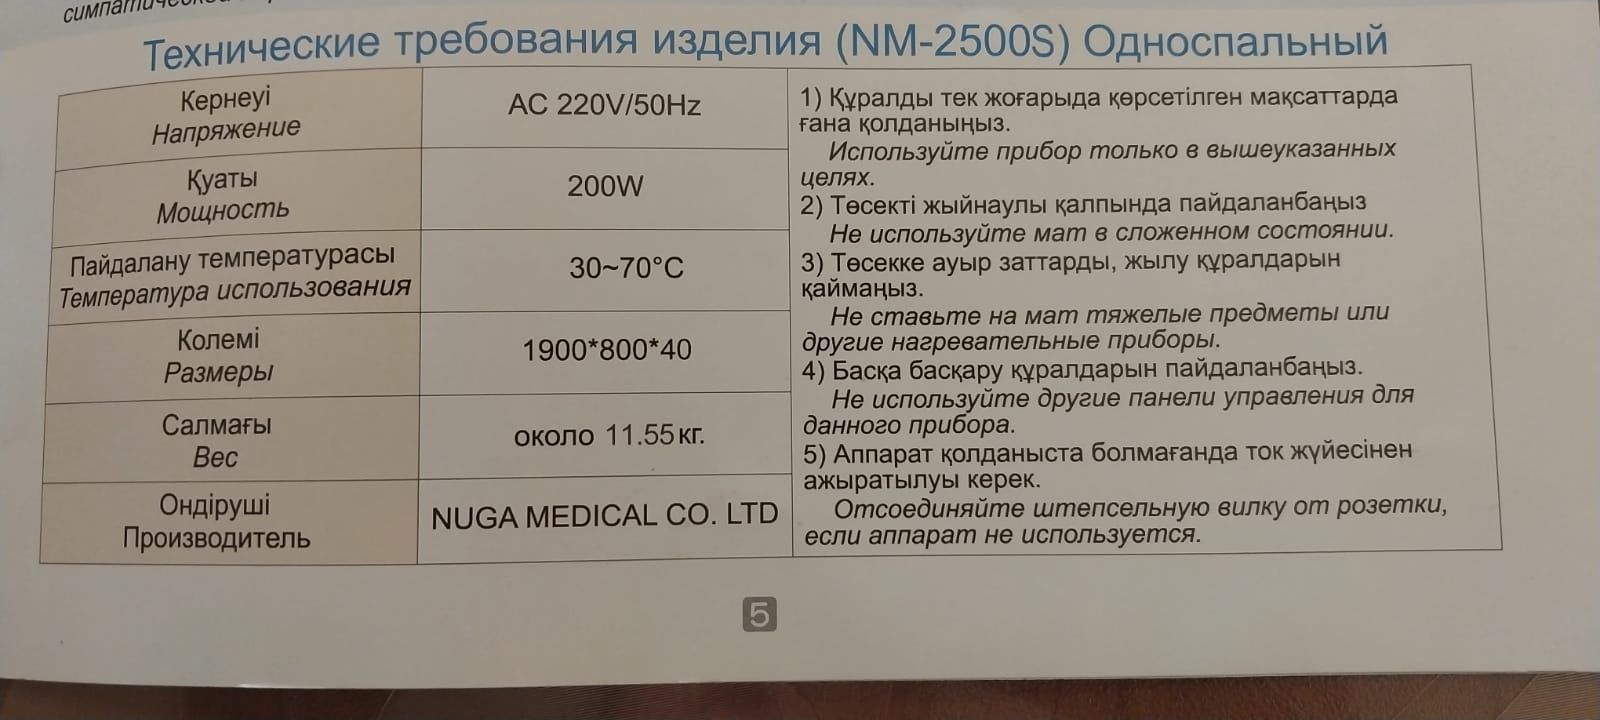 симпатической
Технические требования изделия (NM-2500S) Односпальный
Кернеуі
Напряжение
AC 220V/50Hz
Қуаты
Мощность
200W
Пайдалану температурасы
Температура использования
30~70°C
Колемі
Размеры
1900*800*40
Салмағы
Вес
около 11.55кг.
Ондіруші
Производитель
NUGA MEDICAL CO. LTD
1) Құралды тек жоғарыда қөрсетілген мақсаттарда
ғана қолданыңыз.
Используйте прибор только в вышеуказанных
целях.
2) Төсекті жыйнаулы қалпында пайдаланбаңыз
Не используйте мат в сложенном состоянии.
3) Төсекке ауыр заттарды, жылу құралдарын
қаймаңыз.
Не ставьте на мат тяжелые предметы или
другие нагревательные приборы.
4) Басқа басқару құралдарын пайдаланбаңыз.
Не используйте другие панели управления для
данного прибора.
5) Аппарат қолданыста болмағанда ток жүйесінен
ажыратылуы керек.
Отсоединяйте штепсельную вилку от розетки,
если аппарат не используется.
5